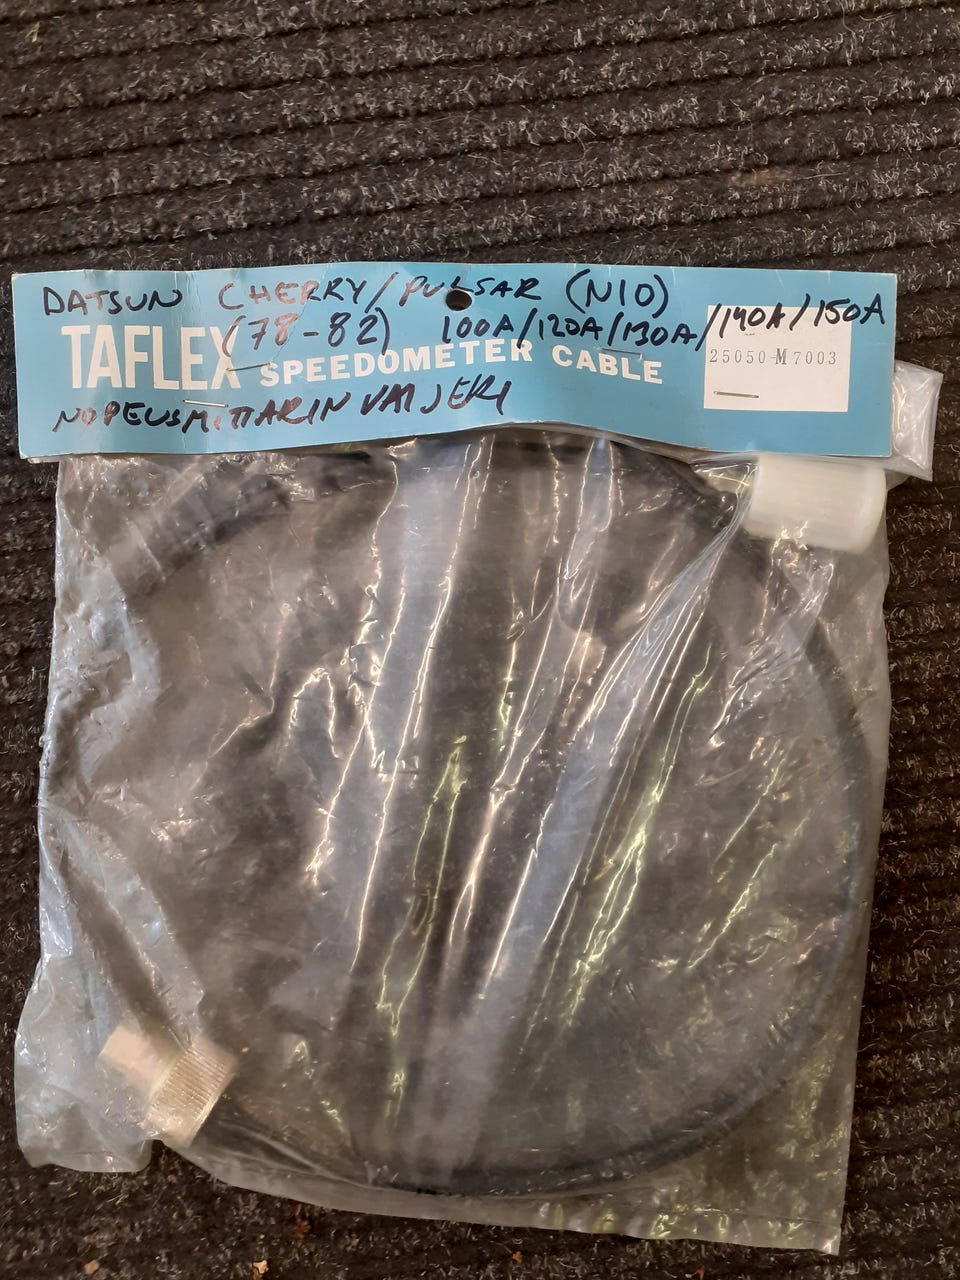 DATSUN CHERRY/PULSAR (N10)
(78-82) 100A/120A/130A/140A/150A
TAFLEX SPEEDOMETER CABLE
25050-M7003
NOPEUSMITTARIN VAIJERI